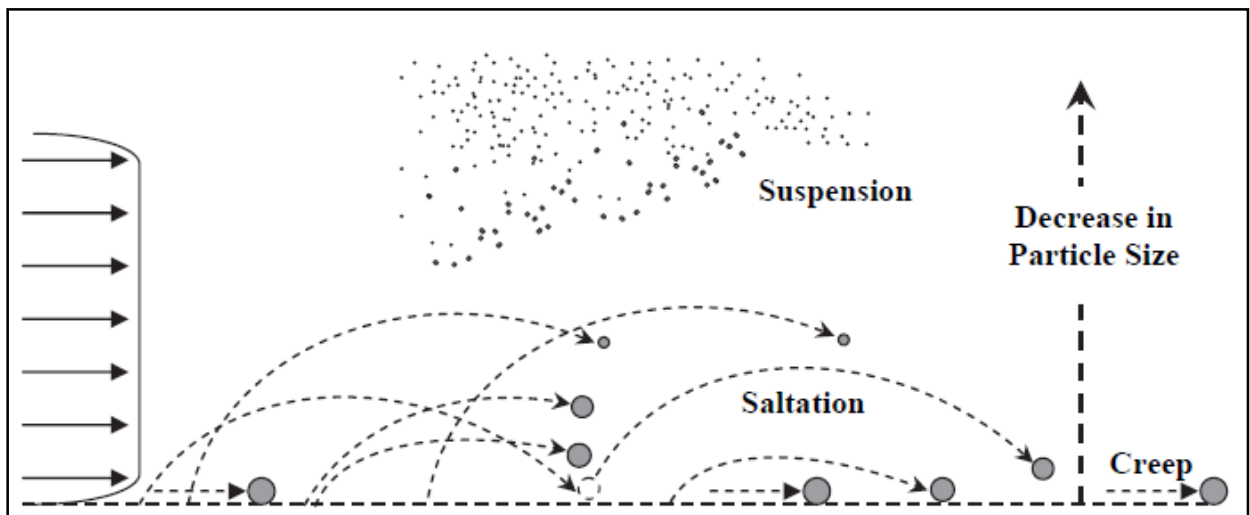 Suspension
Decrease in
Particle Size
Saltation
Creep